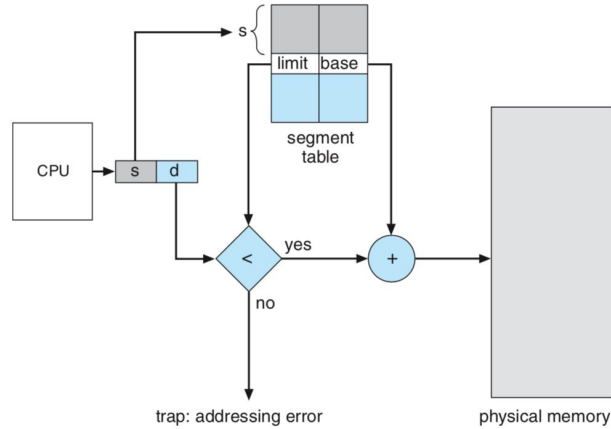 s
limit base
segment
table
CPU
s d
<
yes
+
no
trap: addressing error
physical memory